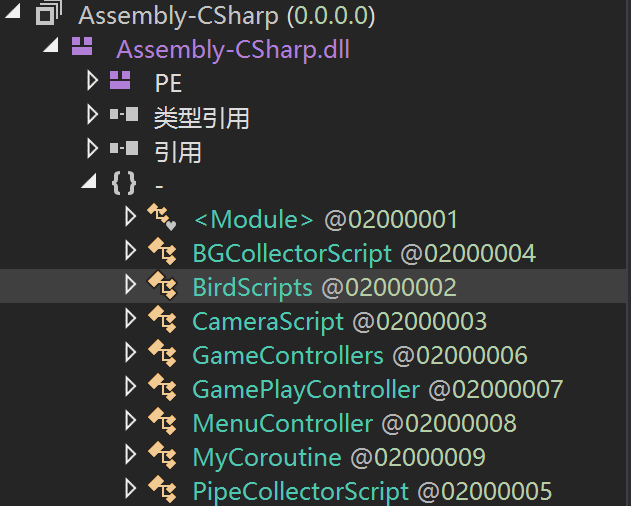 Assembly-CSharp (0.0.0.0)
Assembly-CSharp.dll
PE
类型引用
引用
{ } -
<Module> @02000001
BGCollectorScript @02000004
BirdScripts @02000002
CameraScript @02000003
GameControllers @02000006
GamePlayController @02000007
MenuController @02000008
MyCoroutine @02000009
PipeCollectorScript @02000005